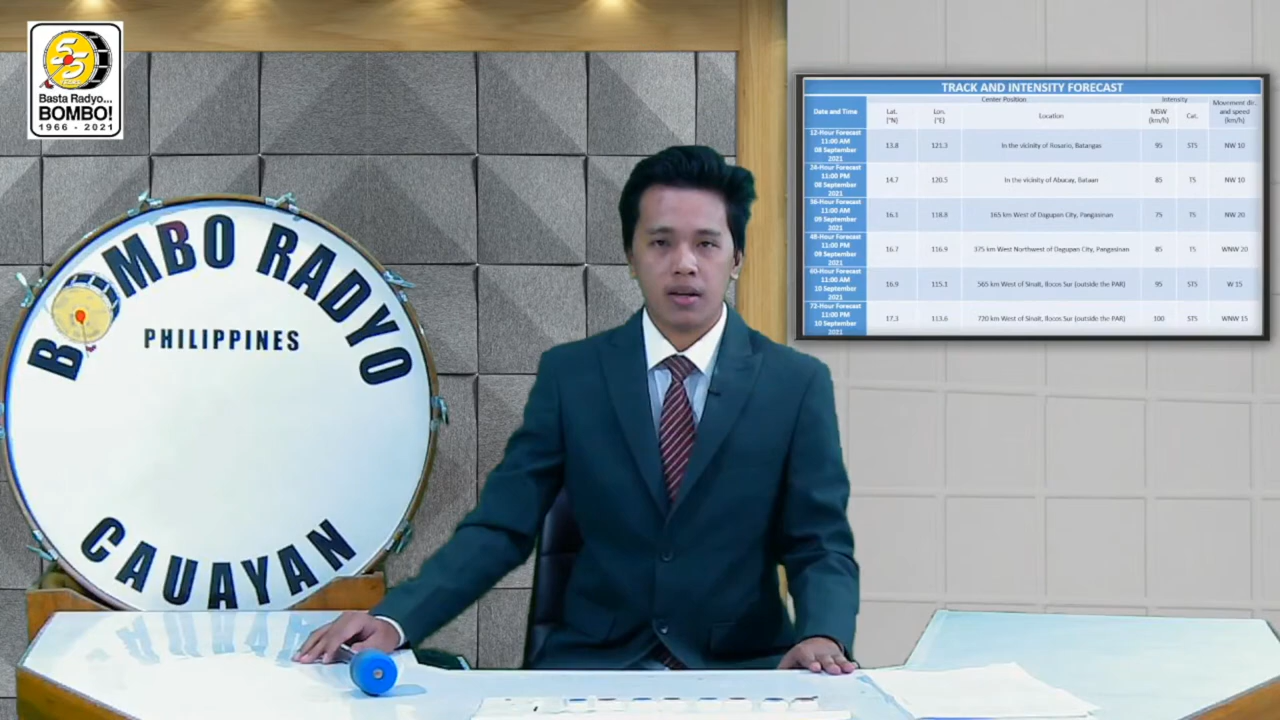 55
YEARS
Basta Radyo...
BOMBO!
1966 - 2021
BOMBO RADYO
PHILIPPINES
CAUAYAN
TRACK AND INTENSITY FORECAST
Date and Time
Center Position
Intensity
Movement dir. and speed (km/h)
Lat. (°N)
Lon. (°E)
Location
MSW (km/h)
Cat.
12-Hour Forecast
11:00 AM
08 September
2021
13.8 121.3 In the vicinity of Rosario, Batangas 95 STS NW 10
24-Hour Forecast
11:00 PM
08 September
2021
14.7 120.5 In the vicinity of Abucay, Bataan 85 TS NW 10
36-Hour Forecast
11:00 AM
09 September
2021
16.1 118.8 165 km West of Dagupan City, Pangasinan 75 TS NW 20
48-Hour Forecast
11:00 PM
09 September
2021
16.7 116.9 375 km West Northwest of Dagupan City, Pangasinan 85 TS WNW 20
60-Hour Forecast
11:00 AM
10 September
2021
16.9 115.1 565 km West of Sinait, Ilocos Sur (outside the PAR) 95 STS W 15
72-Hour Forecast
11:00 PM
10 September
2021
17.3 113.6 720 km West of Sinait, Ilocos Sur (outside the PAR) 100 STS WNW 15